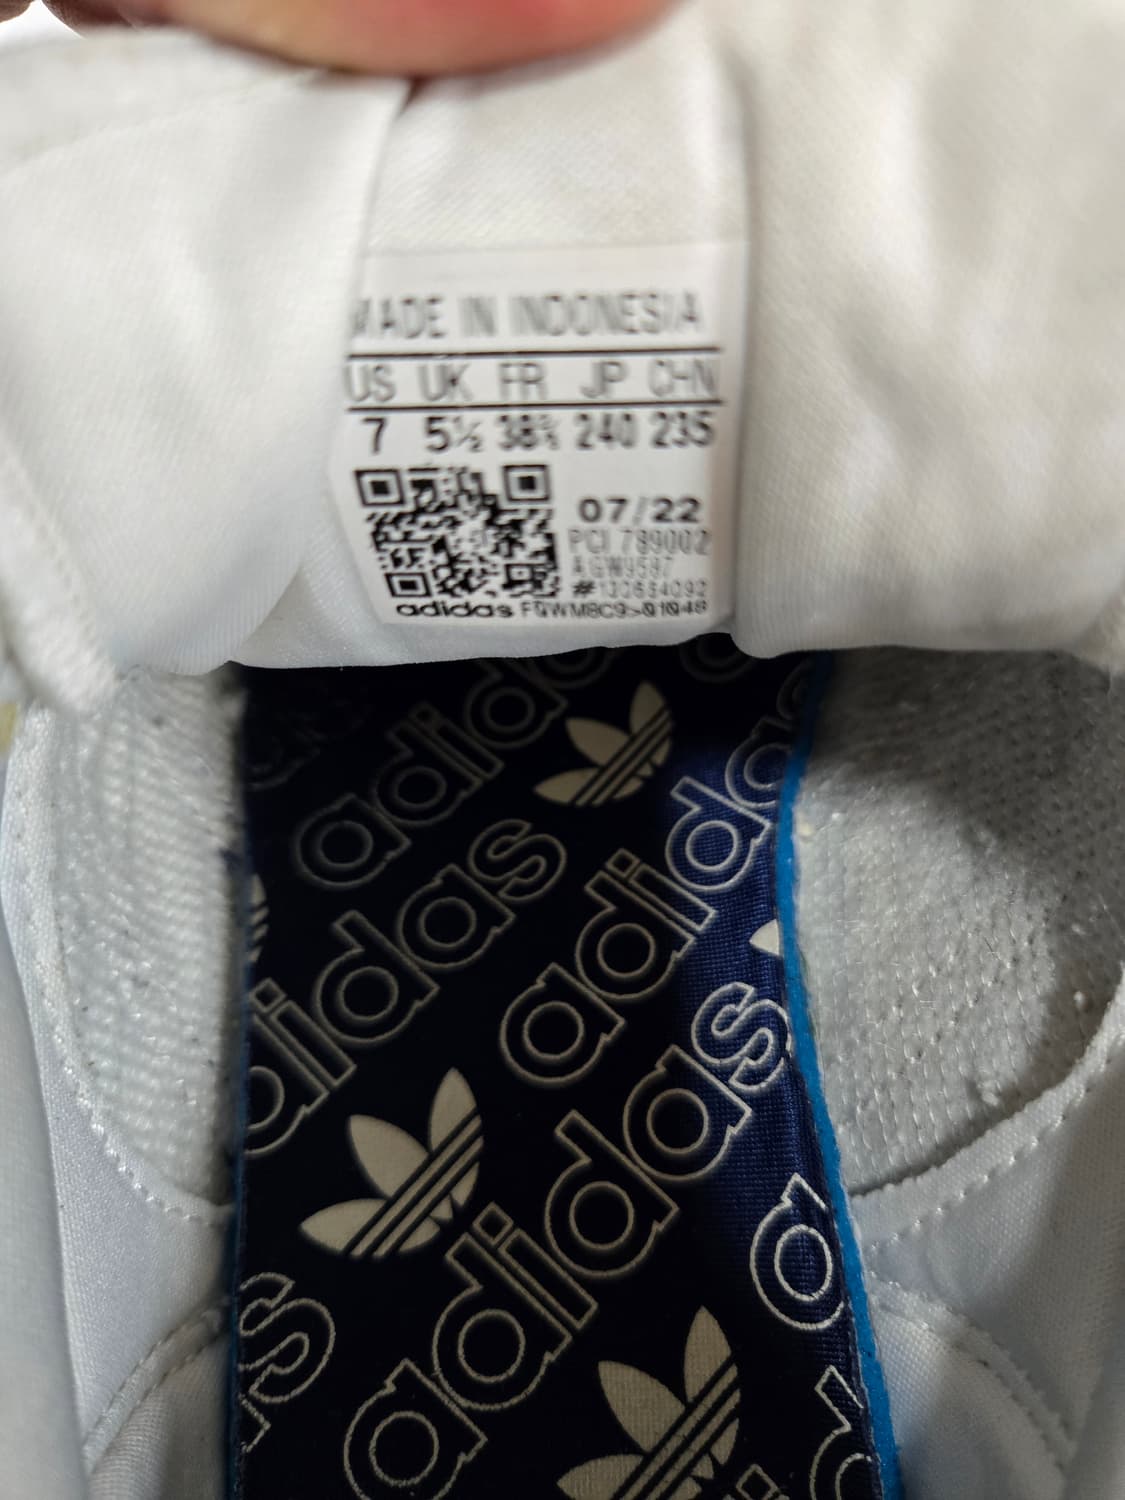 MADE IN INDONESIA
US UK FR JP CHN
7 5½ 38⅔ 240 235
07/22
PCI 789002
adidas
adidas
adidas
adidas
adidas
adidas